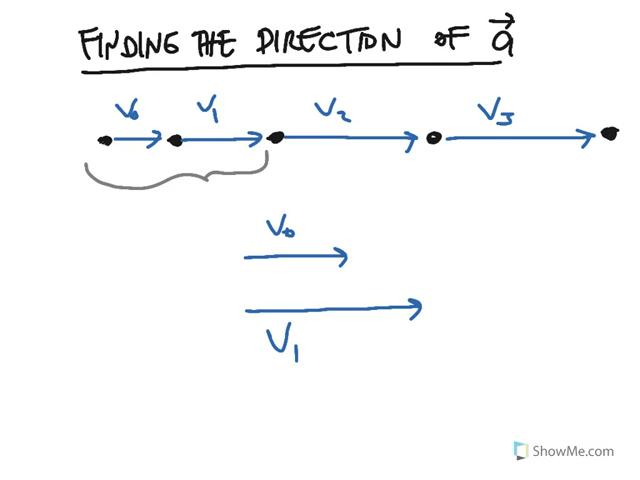 FINDING THE DIRECTION OF a⃗
V₀ V₁ V₂ V₃
V₀
V₁
ShowMe.com